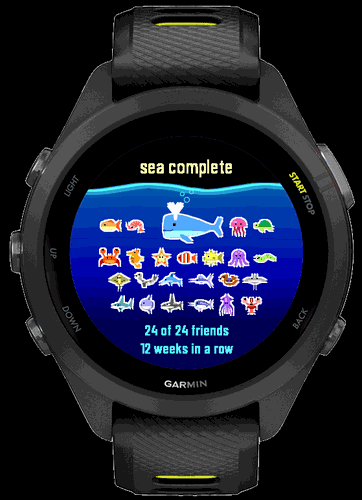 sea complete
LIGHT
START STOP
UP
DOWN
BACK
24 of 24 friends
12 weeks in a row
GARMIN